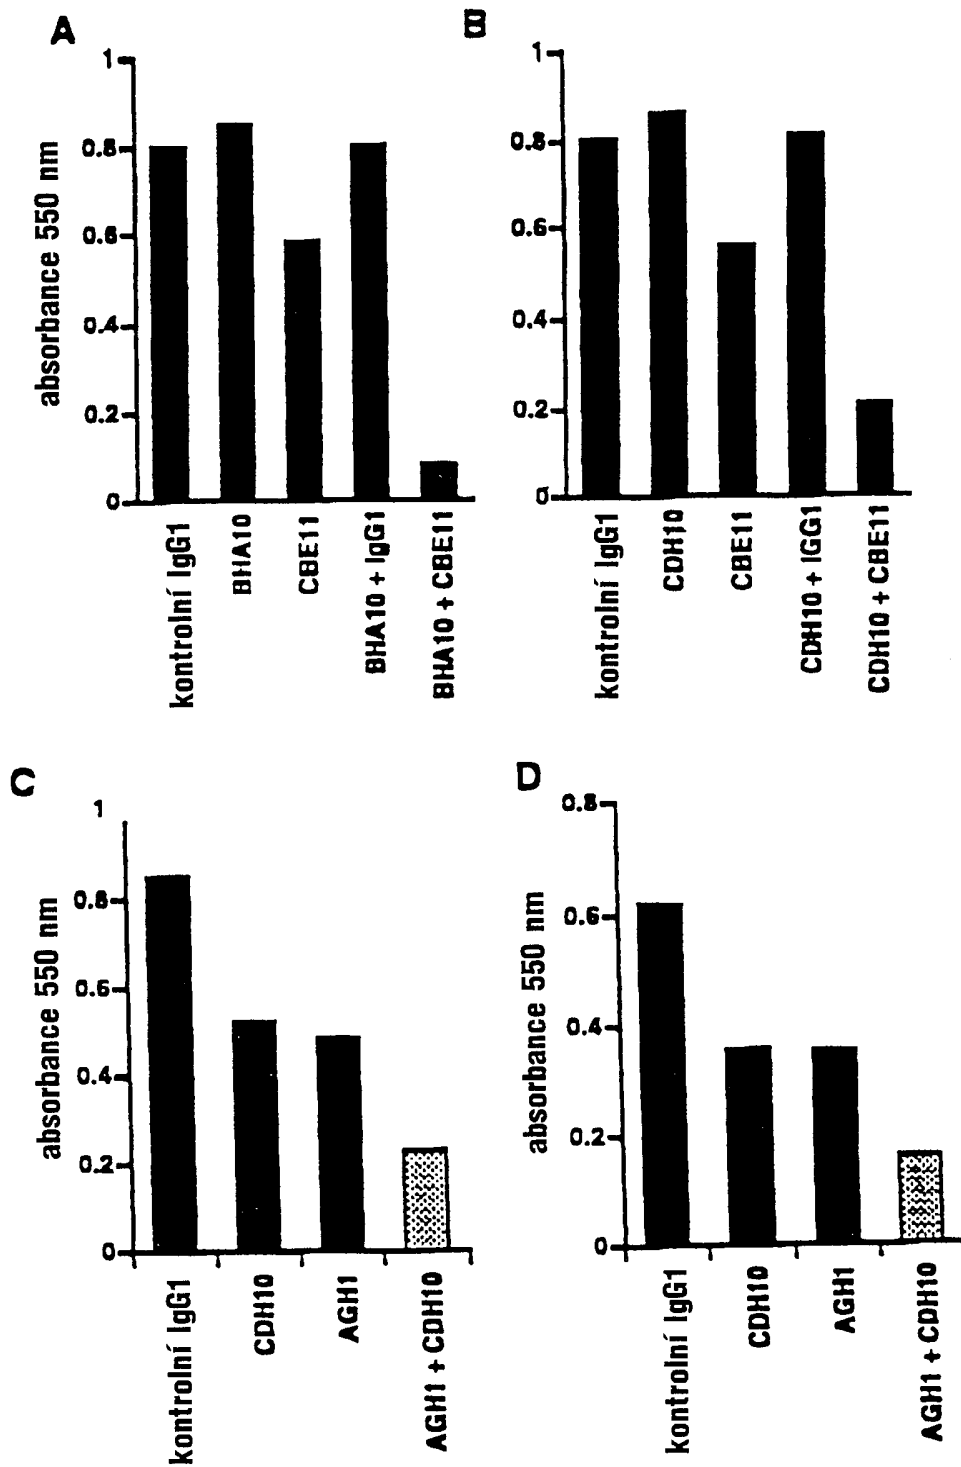 A
1
0.8
0.6
0.4
0.2
0
absorbance 550 nm
kontrolní IgG1
BHA10
CBE11
BHA10 + IgG1
BHA10 + CBE11
B
1
0.8
0.6
0.4
0.2
0
kontrolní IgG1
CDH10
CBE11
CDH10 + IGG1
CDH10 + CBE11
C
1
0.8
0.6
0.4
0.2
0
absorbance 550 nm
kontrolní IgG1
CDH10
AGH1
AGH1 + CDH10
D
0.8
0.6
0.4
0.2
0
absorbance 550 nm
kontrolní IgG1
CDH10
AGH1
AGH1 + CDH10